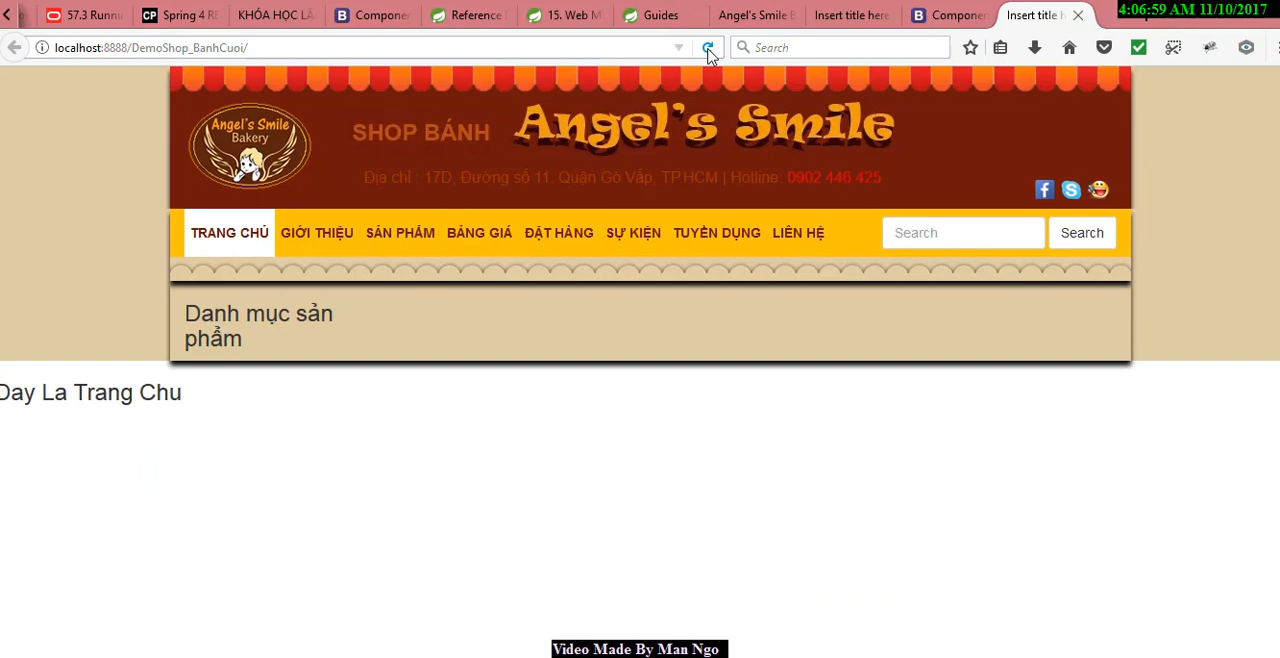 57.3 Runni
Spring 4 RE
KHÓA HỌC LẬ
Compone
Reference
15. Web M
Guides
Angel's Smile B
Insert title here
Componen
Insert title h
4:06:59 AM 11/10/2017
localhost:8888/DemoShop_BanhCuoi/
Search
Angel's Smile
Bakery
SHOP BÁNH Angel's Smile
Địa chỉ : 17D, Đường số 11, Quận Gò Vấp, TP.HCM | Hotline: 0902 446 425
TRANG CHỦ GIỚI THIỆU SẢN PHẨM BẢNG GIÁ ĐẶT HÀNG SỰ KIỆN TUYỂN DỤNG LIÊN HỆ Search Search
Danh mục sản
phẩm
Day La Trang Chu
Video Made By Man Ngo